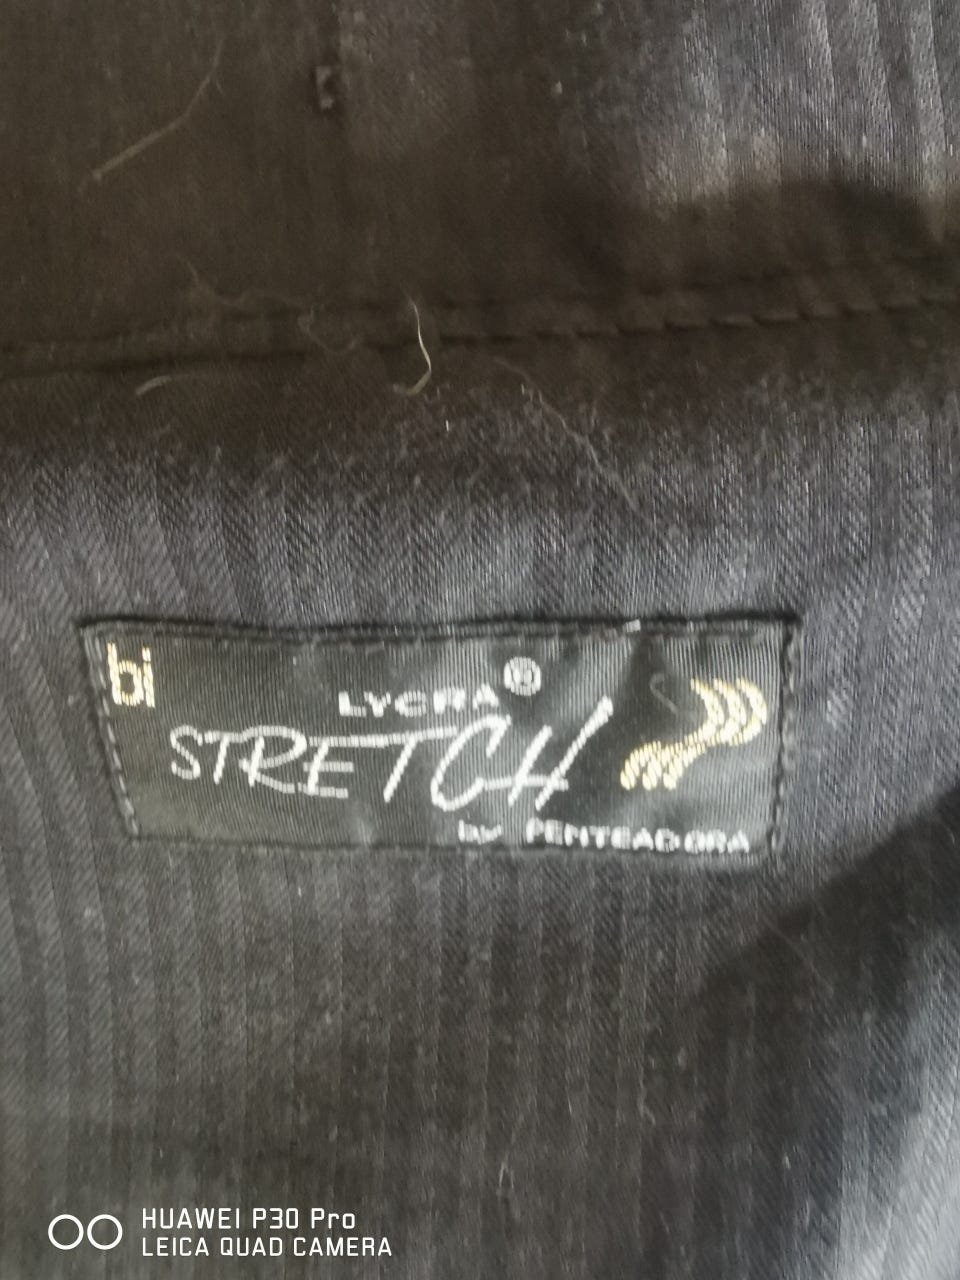 bi
LYCRA®
STRETCH
by PENTEADORA
HUAWEI P30 Pro
LEICA QUAD CAMERA